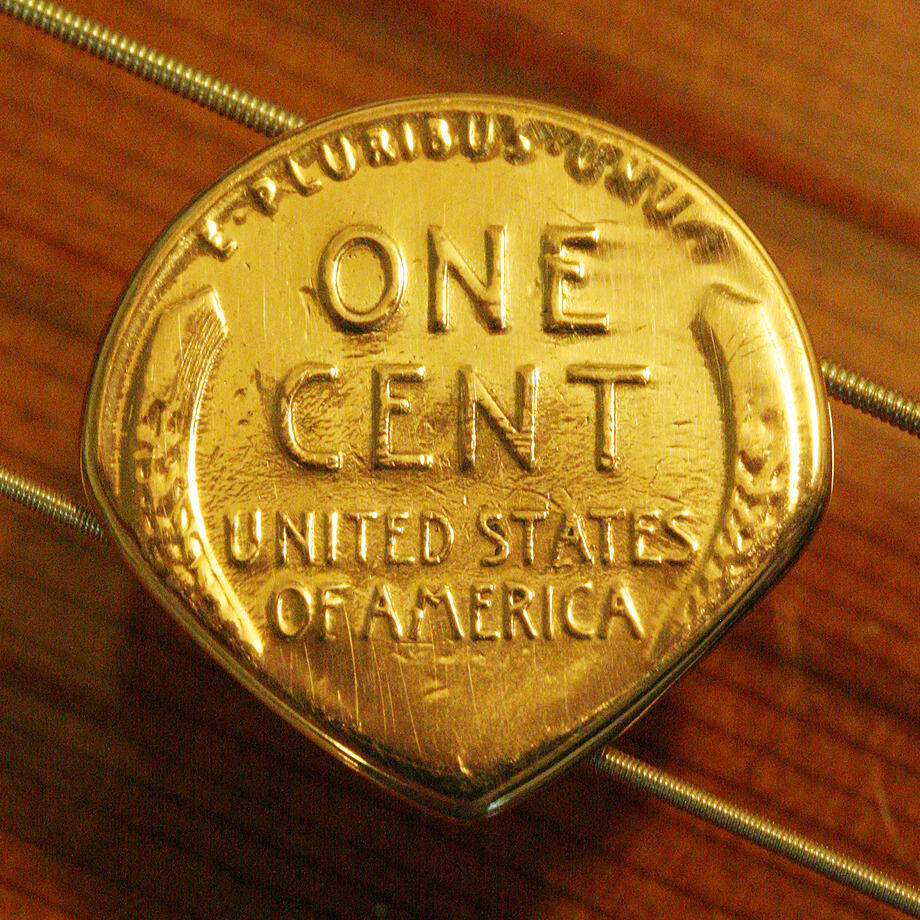 E·PLURIBUS·UNUM
ONE
CENT
UNITED STATES
OF AMERICA